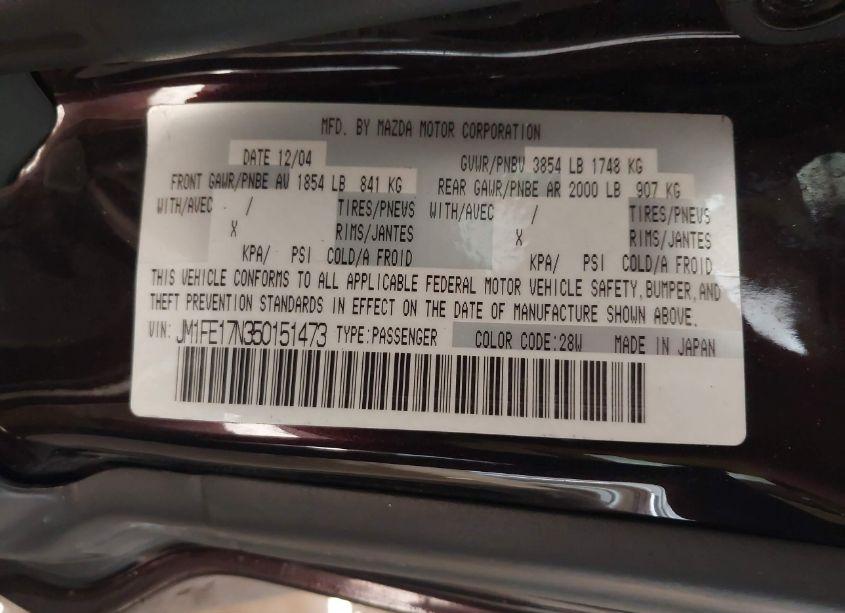 MFD. BY MAZDA MOTOR CORPORATION
DATE 12/04 GVWR/PNBV 3854 LB 1748 KG
FRONT GAWR/PNBE AV 1854 LB 841 KG REAR GAWR/PNBE AR 2000 LB 907 KG
WITH/AVEC / TIRES/PNEVS WITH/AVEC / TIRES/PNEVS
X RIMS/JANTES X RIMS/JANTES
KPA/ PSI COLD/A FROID KPA/ PSI COLD/A FROID
THIS VEHICLE CONFORMS TO ALL APPLICABLE FEDERAL MOTOR VEHICLE SAFETY, BUMPER, AND
THEFT PREVENTION STANDARDS IN EFFECT ON THE DATE OF MANUFACTURE SHOWN ABOVE.
VIN: JM1FE17N350151473 TYPE:PASSENGER COLOR CODE:28W MADE IN JAPAN